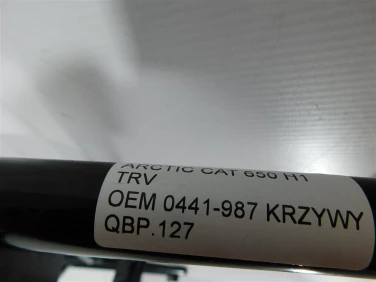 ARCTIC CAT 650 H1
TRV
OEM 0441-987 KRZYWY
QBP.127